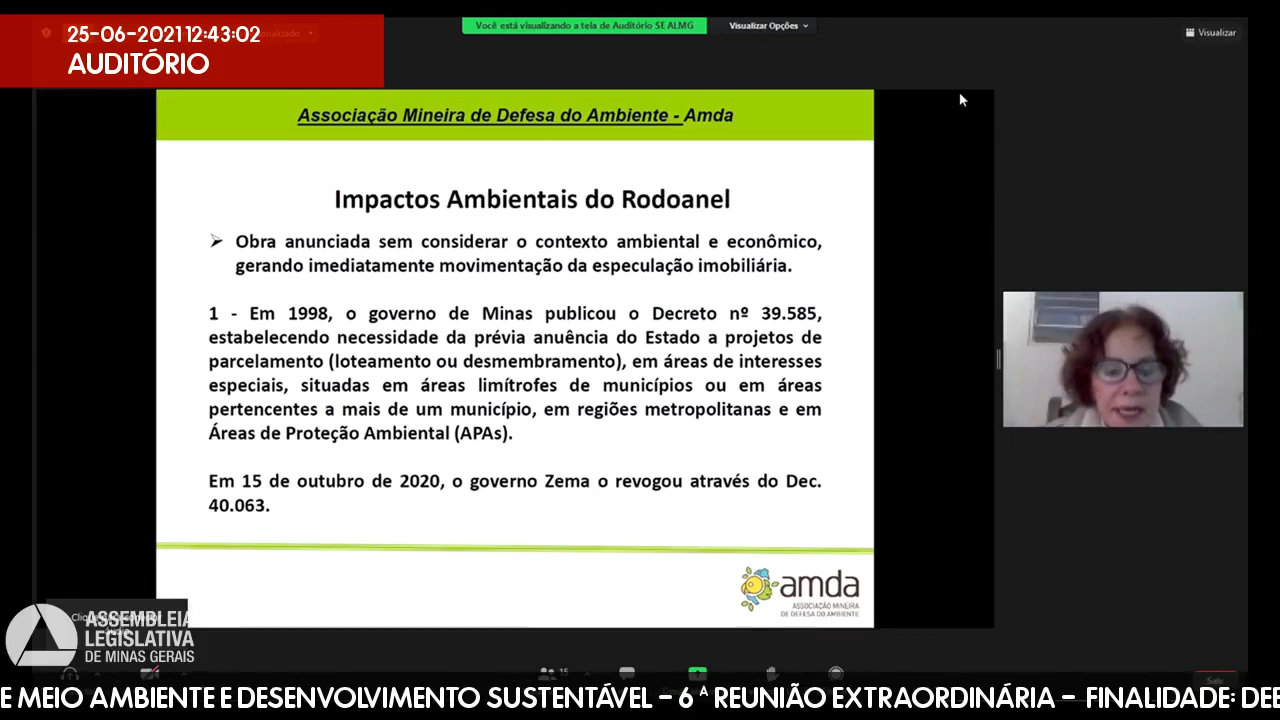 25-06-2021 12:43:02
AUDITÓRIO
Você está visualizando a tela de Auditório SE ALMG
Visualizar Opções
Visualizar
Associação Mineira de Defesa do Ambiente - Amda
Impactos Ambientais do Rodoanel
Obra anunciada sem considerar o contexto ambiental e econômico,
gerando imediatamente movimentação da especulação imobiliária.
1 - Em 1998, o governo de Minas publicou o Decreto nº 39.585,
estabelecendo necessidade da prévia anuência do Estado a projetos de
parcelamento (loteamento ou desmembramento), em áreas de interesses
especiais, situadas em áreas limítrofes de municípios ou em áreas
pertencentes a mais de um município, em regiões metropolitanas e em
Áreas de Proteção Ambiental (APAs).
Em 15 de outubro de 2020, o governo Zema o revogou através do Dec.
40.063.
amda
ASSOCIAÇÃO MINEIRA
DE DEFESA DO AMBIENTE
ASSEMBLEIA
LEGISLATIVA
DE MINAS GERAIS
15
Sair
E MEIO AMBIENTE E DESENVOLVIMENTO SUSTENTÁVEL - 6 ª REUNIÃO EXTRAORDINÁRIA - FINALIDADE: DEB